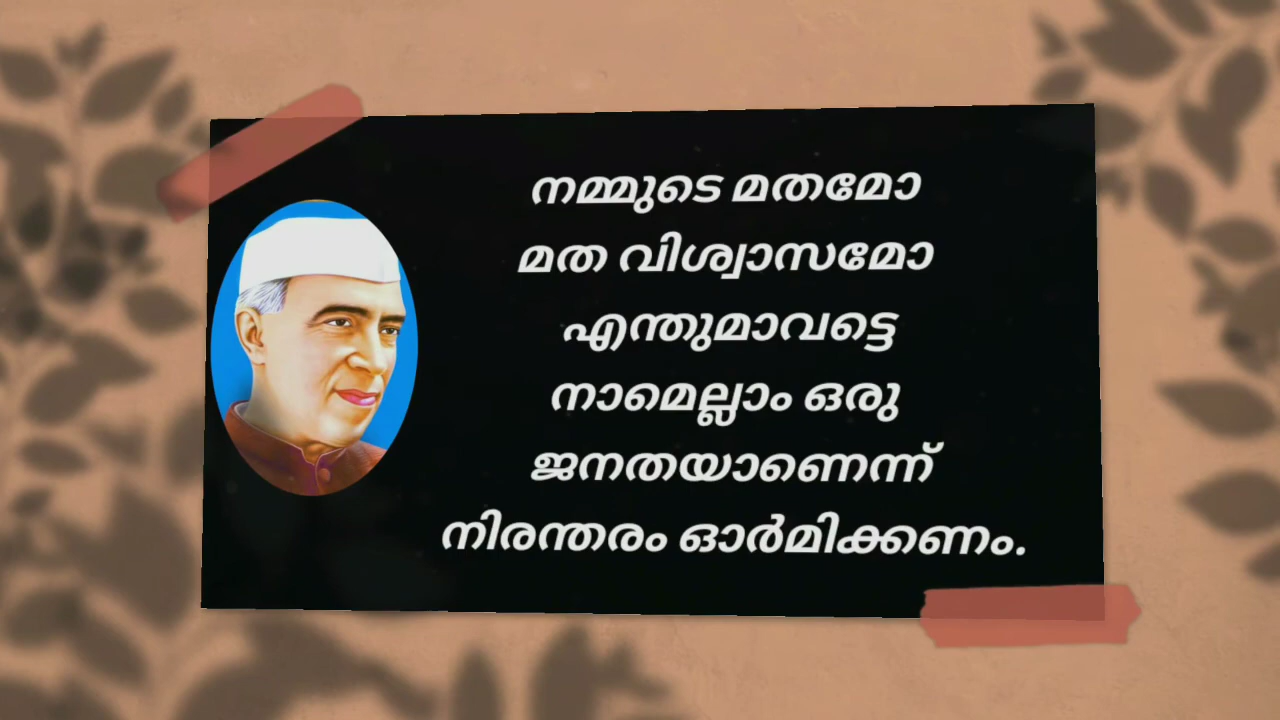 നമ്മുടെ മതമോ
മത വിശ്വാസമോ
എന്തുമാവട്ടെ
നാമെല്ലാം ഒരു
ജനതയാണെന്ന്
നിരന്തരം ഓർമിക്കണം.